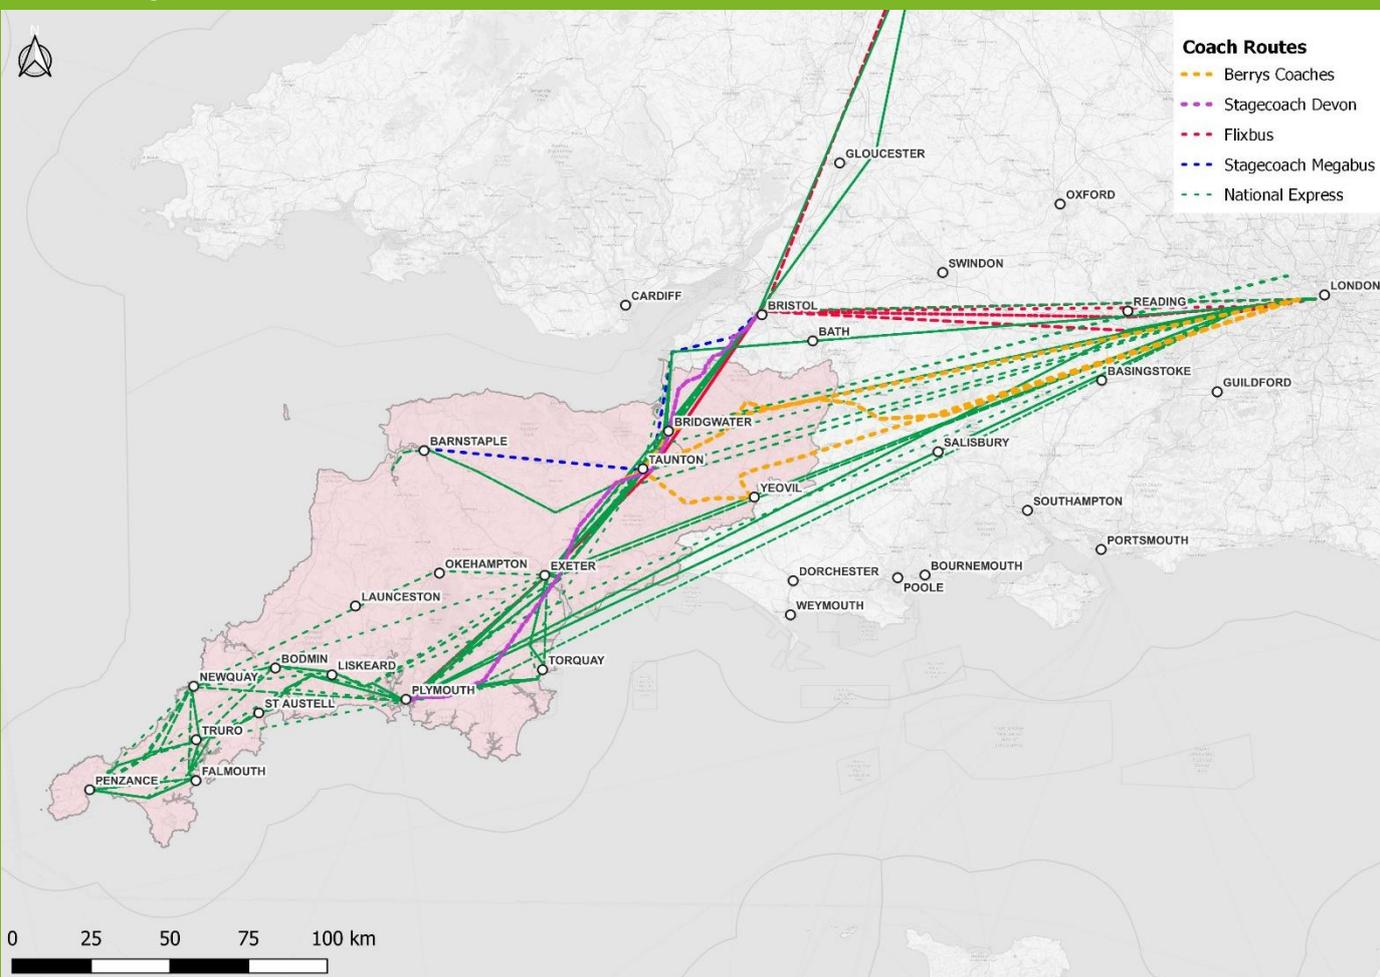 Coach Routes
Berrys Coaches
Stagecoach Devon
Flixbus
Stagecoach Megabus
National Express
GLOUCESTER
OXFORD
SWINDON
CARDIFF
BRISTOL
READING
LONDON
BATH
BASINGSTOKE
GUILDFORD
BRIDGWATER
BARNSTAPLE
SALISBURY
TAUNTON
YEOVIL
SOUTHAMPTON
PORTSMOUTH
OKEHAMPTON
EXETER
DORCHESTER
BOURNEMOUTH
POOLE
LAUNCESTON
WEYMOUTH
BODMIN
LISKEARD
TORQUAY
NEWQUAY
PLYMOUTH
ST AUSTELL
TRURO
FALMOUTH
PENZANCE
0 25 50 75 100 km